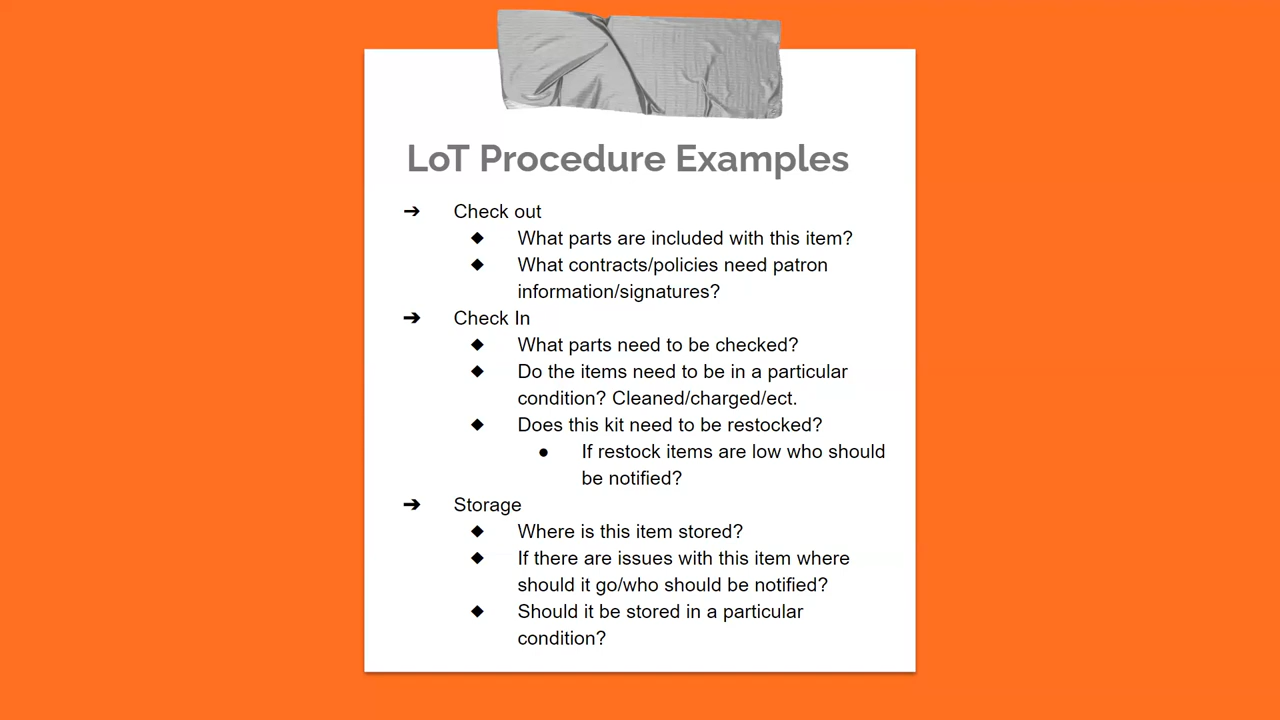 LoT Procedure Examples
➔ Check out
◆ What parts are included with this item?
◆ What contracts/policies need patron
information/signatures?
➔ Check In
◆ What parts need to be checked?
◆ Do the items need to be in a particular
condition? Cleaned/charged/ect.
◆ Does this kit need to be restocked?
● If restock items are low who should
be notified?
➔ Storage
◆ Where is this item stored?
◆ If there are issues with this item where
should it go/who should be notified?
◆ Should it be stored in a particular
condition?